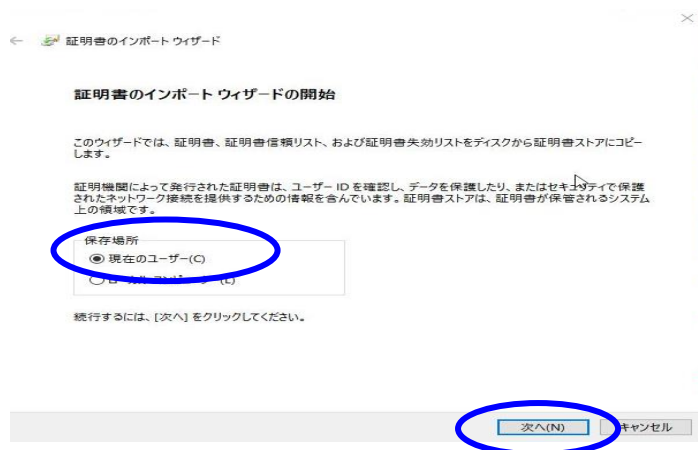 証明書のインポート ウィザード
証明書のインポート ウィザードの開始
このウィザードでは、証明書、証明書信頼リスト、および証明書失効リストをディスクから証明書ストアにコピー
します。
証明機関によって発行された証明書は、ユーザー ID を確認し、データを保護したり、またはセキュリティで保護
されたネットワーク接続を提供するための情報を含んでいます。証明書ストアは、証明書が保管されるシステム
上の領域です。
保存場所
現在のユーザー(C)
(L)
続行するには、[次へ] をクリックしてください。
次へ(N)
キャンセル